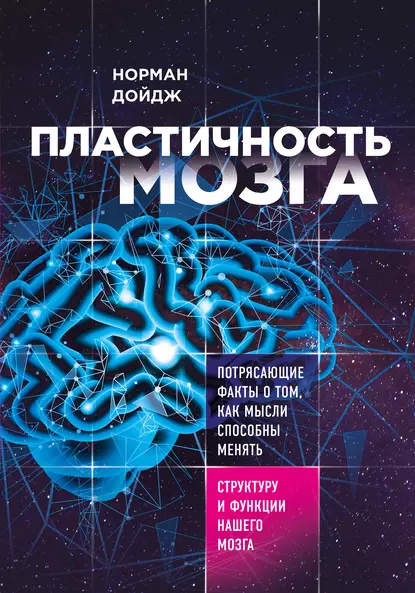 НОРМАН
ДОЙДЖ
ПЛАСТИЧНОСТЬ
МОЗГА
ПОТРЯСАЮЩИЕ
ФАКТЫ О ТОМ,
КАК МЫСЛИ
СПОСОБНЫ
МЕНЯТЬ
СТРУКТУРУ
И ФУНКЦИИ
НАШЕГО
МОЗГА